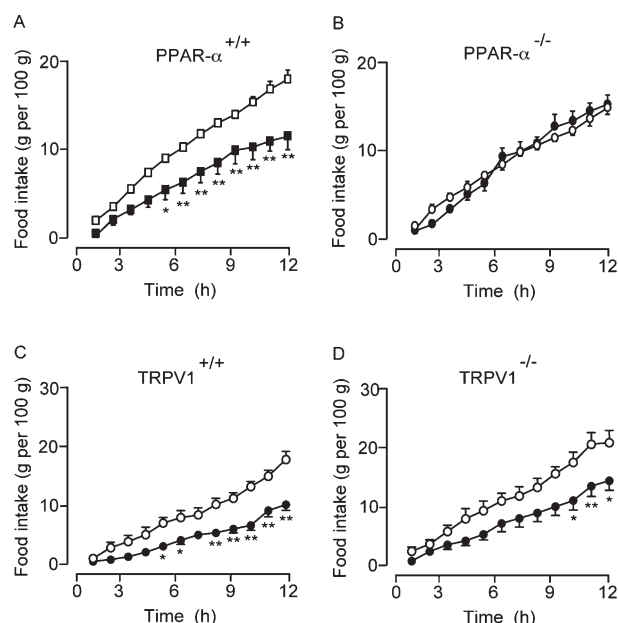 A
PPAR-α +/+
Food intake (g per 100 g)
20
10
0
* ** ** ** ** ** ** **
0 3 6 9 12
Time (h)
B
PPAR-α -/-
Food intake (g per 100 g)
20
10
0
0 3 6 9 12
Time (h)
C
TRPV1 +/+
Food intake (g per 100 g)
30
20
10
0
* * ** ** ** ** **
0 3 6 9 12
Time (h)
D
TRPV1 -/-
Food intake (g per 100 g)
30
20
10
0
* ** *
0 3 6 9 12
Time (h)